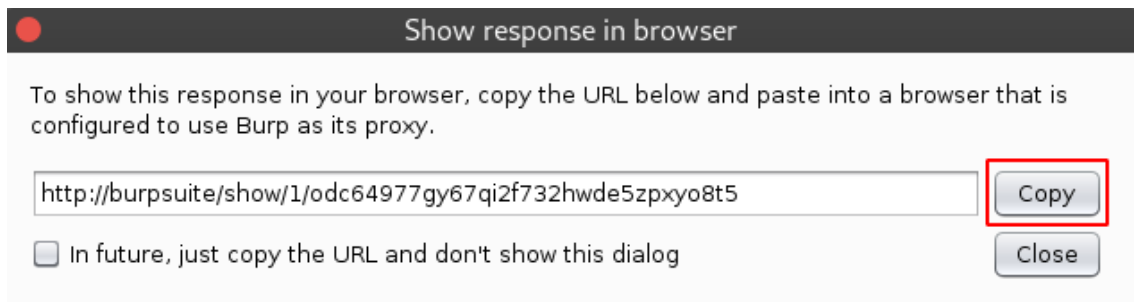 Show response in browser
To show this response in your browser, copy the URL below and paste into a browser that is
configured to use Burp as its proxy.
http://burpsuite/show/1/odc64977gy67qi2f732hwde5zpxyo8t5
Copy
In future, just copy the URL and don't show this dialog
Close